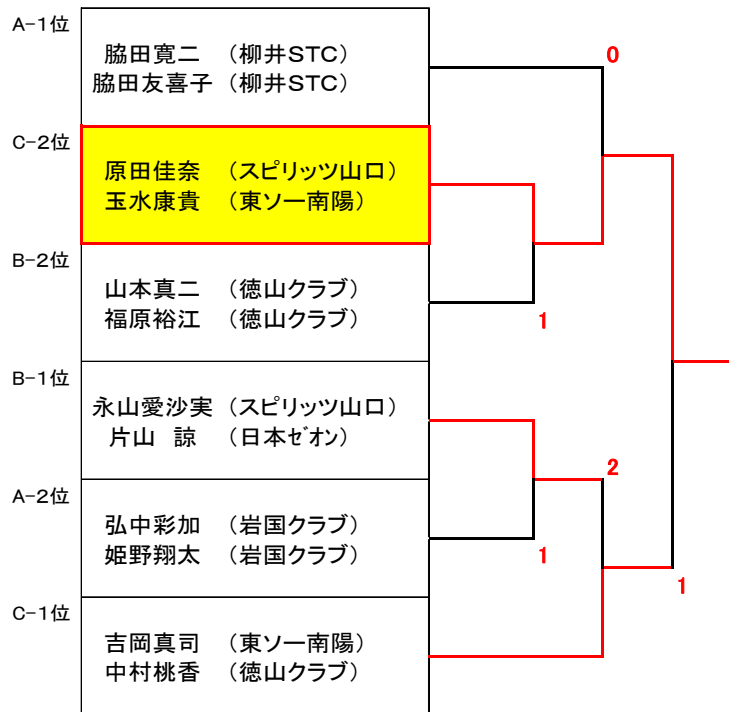 A-1位
脇田寛二 (柳井STC)
脇田友喜子 (柳井STC)
0
C-2位
原田佳奈 (スピリッツ山口)
玉水康貴 (東ソー南陽)
B-2位
山本真二 (徳山クラブ)
福原裕江 (徳山クラブ)
1
B-1位
永山愛沙実 (スピリッツ山口)
片山 諒 (日本ゼオン)
2
A-2位
弘中彩加 (岩国クラブ)
姫野翔太 (岩国クラブ)
1
1
C-1位
吉岡真司 (東ソー南陽)
中村桃香 (徳山クラブ)